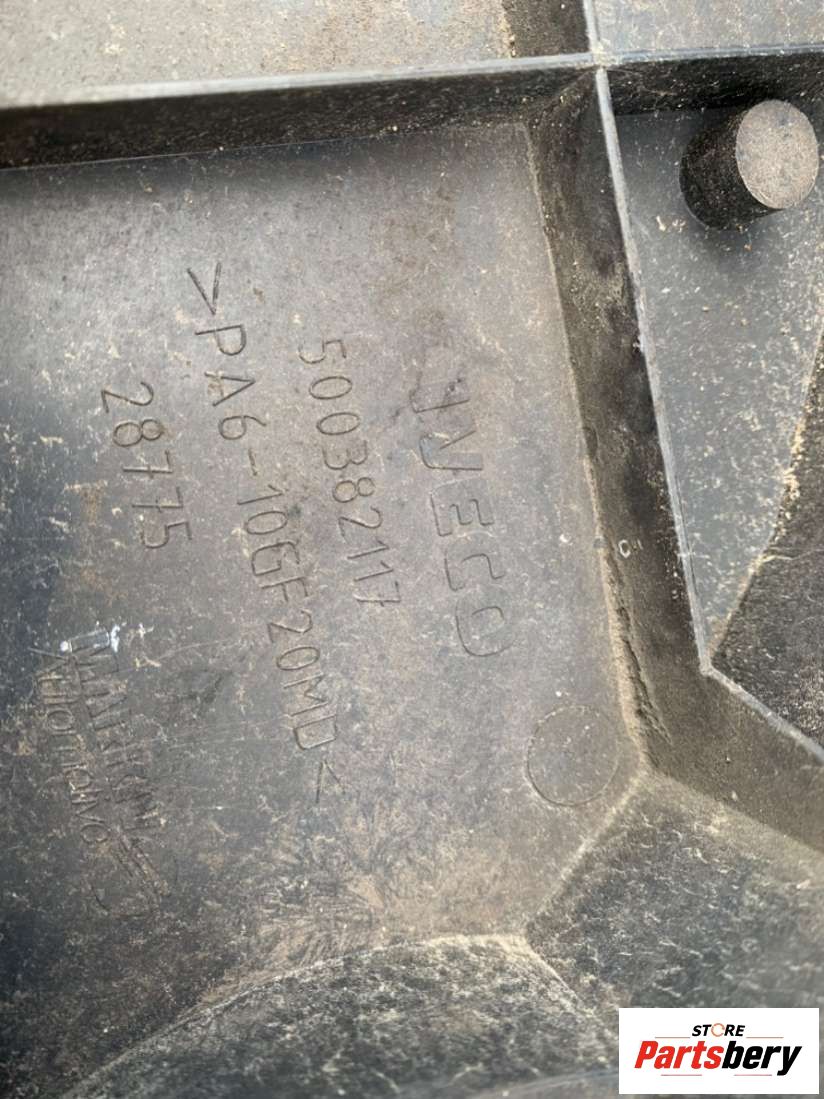 IVECO
500382117
>PA6-10GF20MD<
28775
STORE
Partsbery